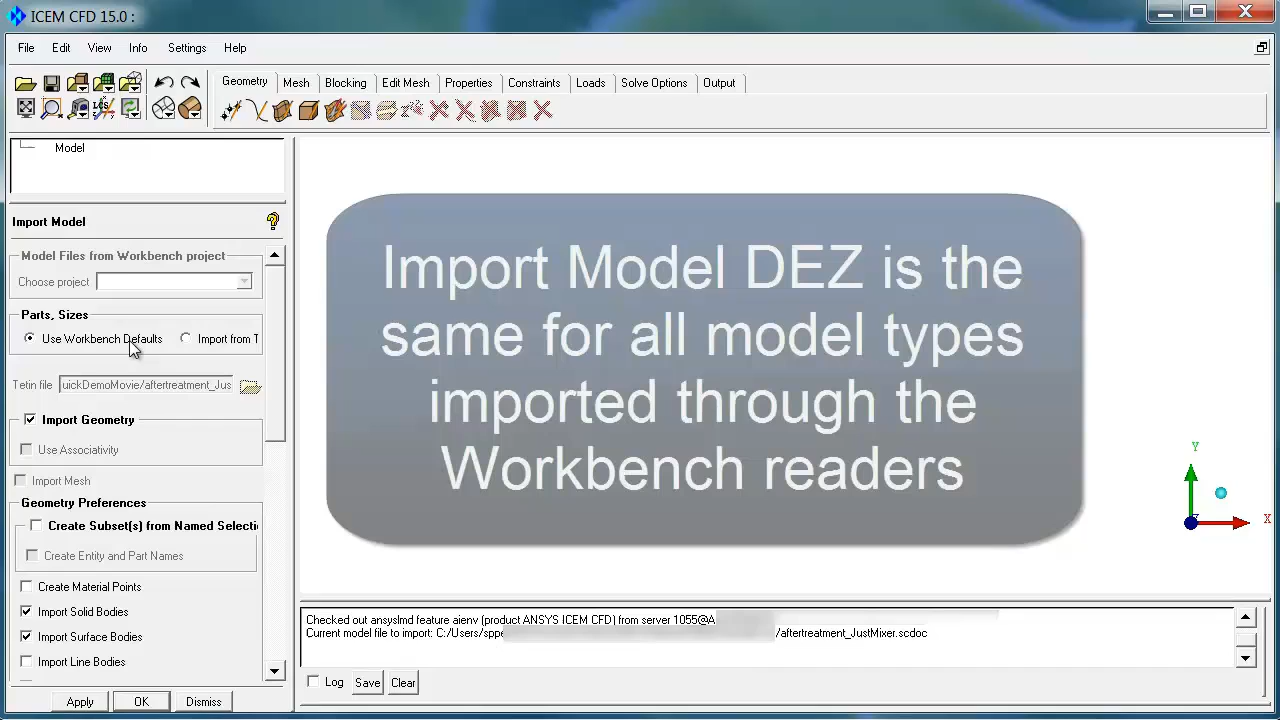 ICEM CFD 15.0 :
File Edit View Info Settings Help
Geometry Mesh Blocking Edit Mesh Properties Constraints Loads Solve Options Output
Model
Import Model
Model Files from Workbench project
Choose project
Parts, Sizes
Use Workbench Defaults Import from T
Tetin file uickDemoMovie/aftertreatment_Jus
Import Geometry
Use Associativity
Import Mesh
Geometry Preferences
Create Subset(s) from Named Selecti
Create Entity and Part Names
Create Material Points
Import Solid Bodies
Import Surface Bodies
Import Line Bodies
Apply OK Dismiss
Import Model DEZ is the
same for all model types
imported through the
Workbench readers
Y
X
Checked out ansyslmd feature aienv (product ANSYS ICEM CFD) from server 1055@A
Current model file to import: C:/Users/sppe /aftertreatment_JustMixer.scdoc
Log Save Clear